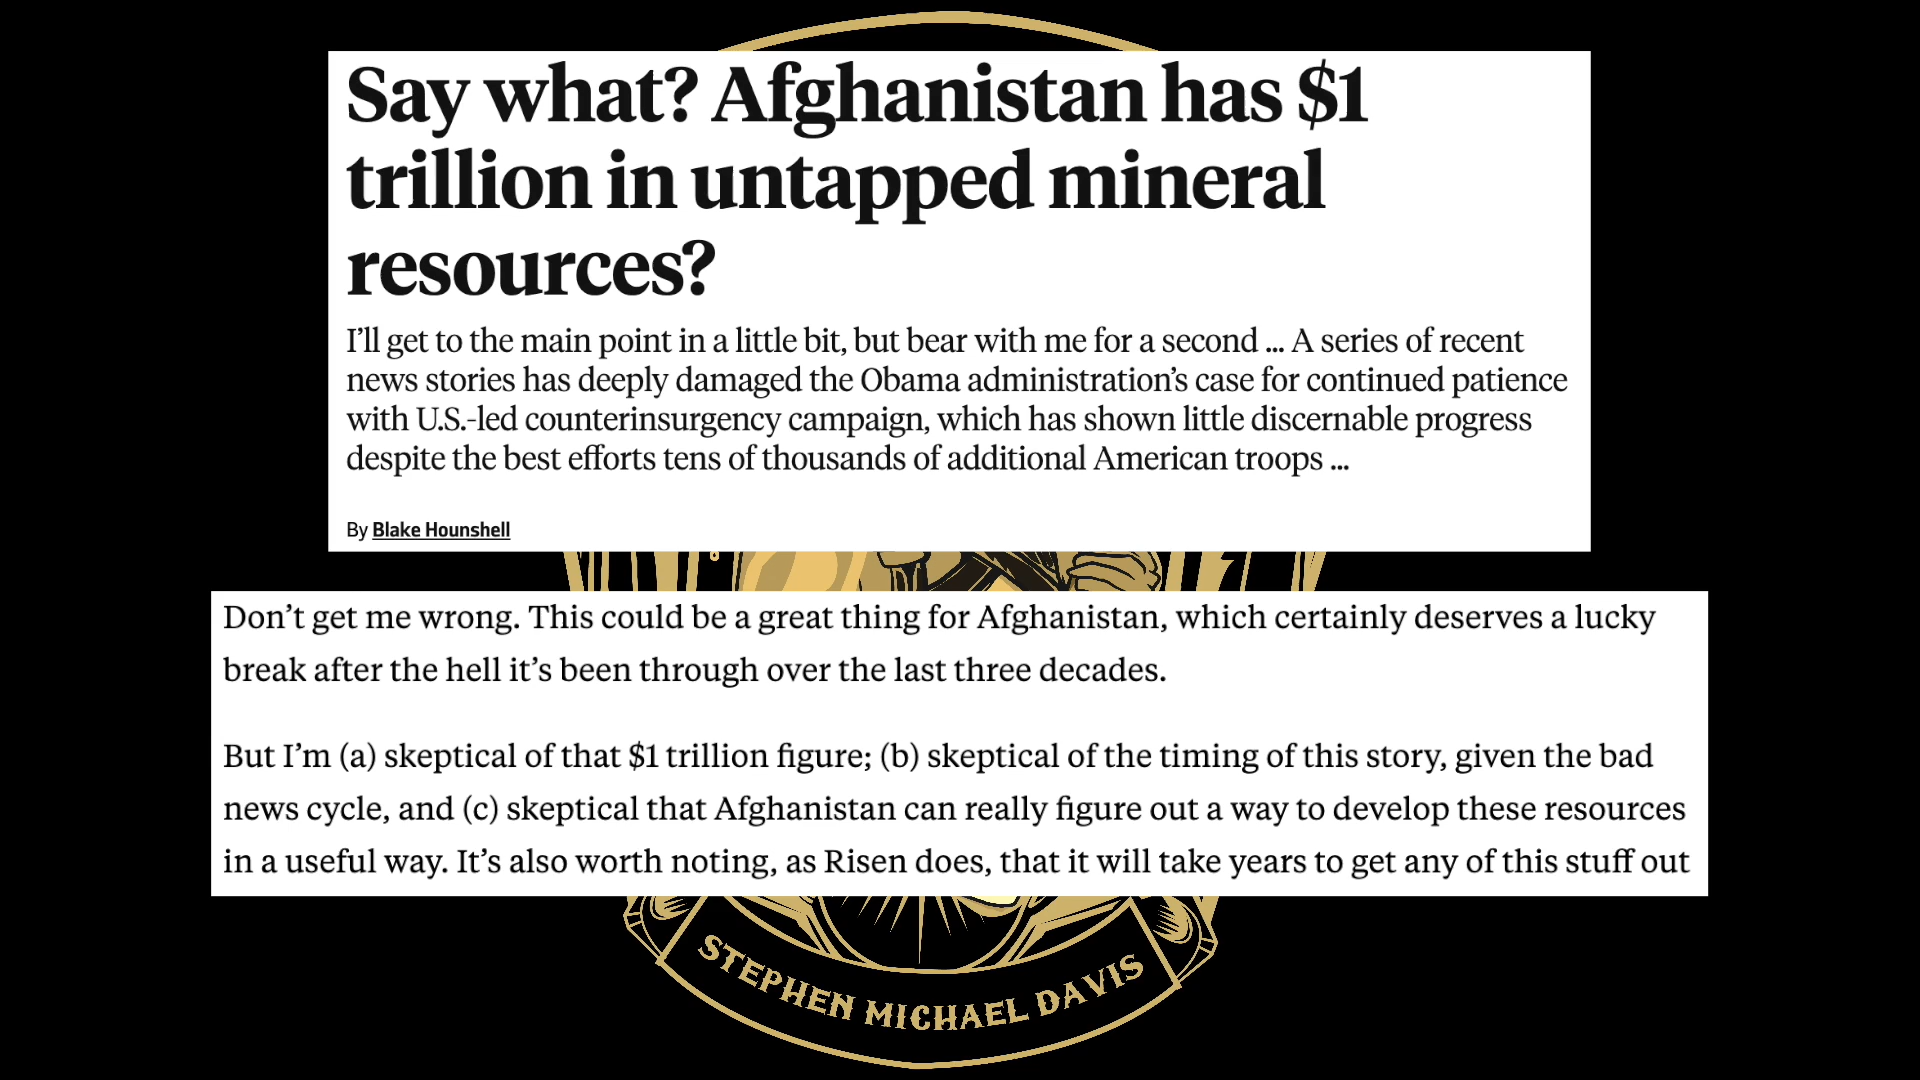 Say what? Afghanistan has $1
trillion in untapped mineral
resources?
I’ll get to the main point in a little bit, but bear with me for a second ... A series of recent
news stories has deeply damaged the Obama administration’s case for continued patience
with U.S.-led counterinsurgency campaign, which has shown little discernable progress
despite the best efforts tens of thousands of additional American troops ...
By Blake Hounshell
Don’t get me wrong. This could be a great thing for Afghanistan, which certainly deserves a lucky
break after the hell it’s been through over the last three decades.
But I’m (a) skeptical of that $1 trillion figure; (b) skeptical of the timing of this story, given the bad
news cycle, and (c) skeptical that Afghanistan can really figure out a way to develop these resources
in a useful way. It’s also worth noting, as Risen does, that it will take years to get any of this stuff out
STEPHEN MICHAEL DAVIS